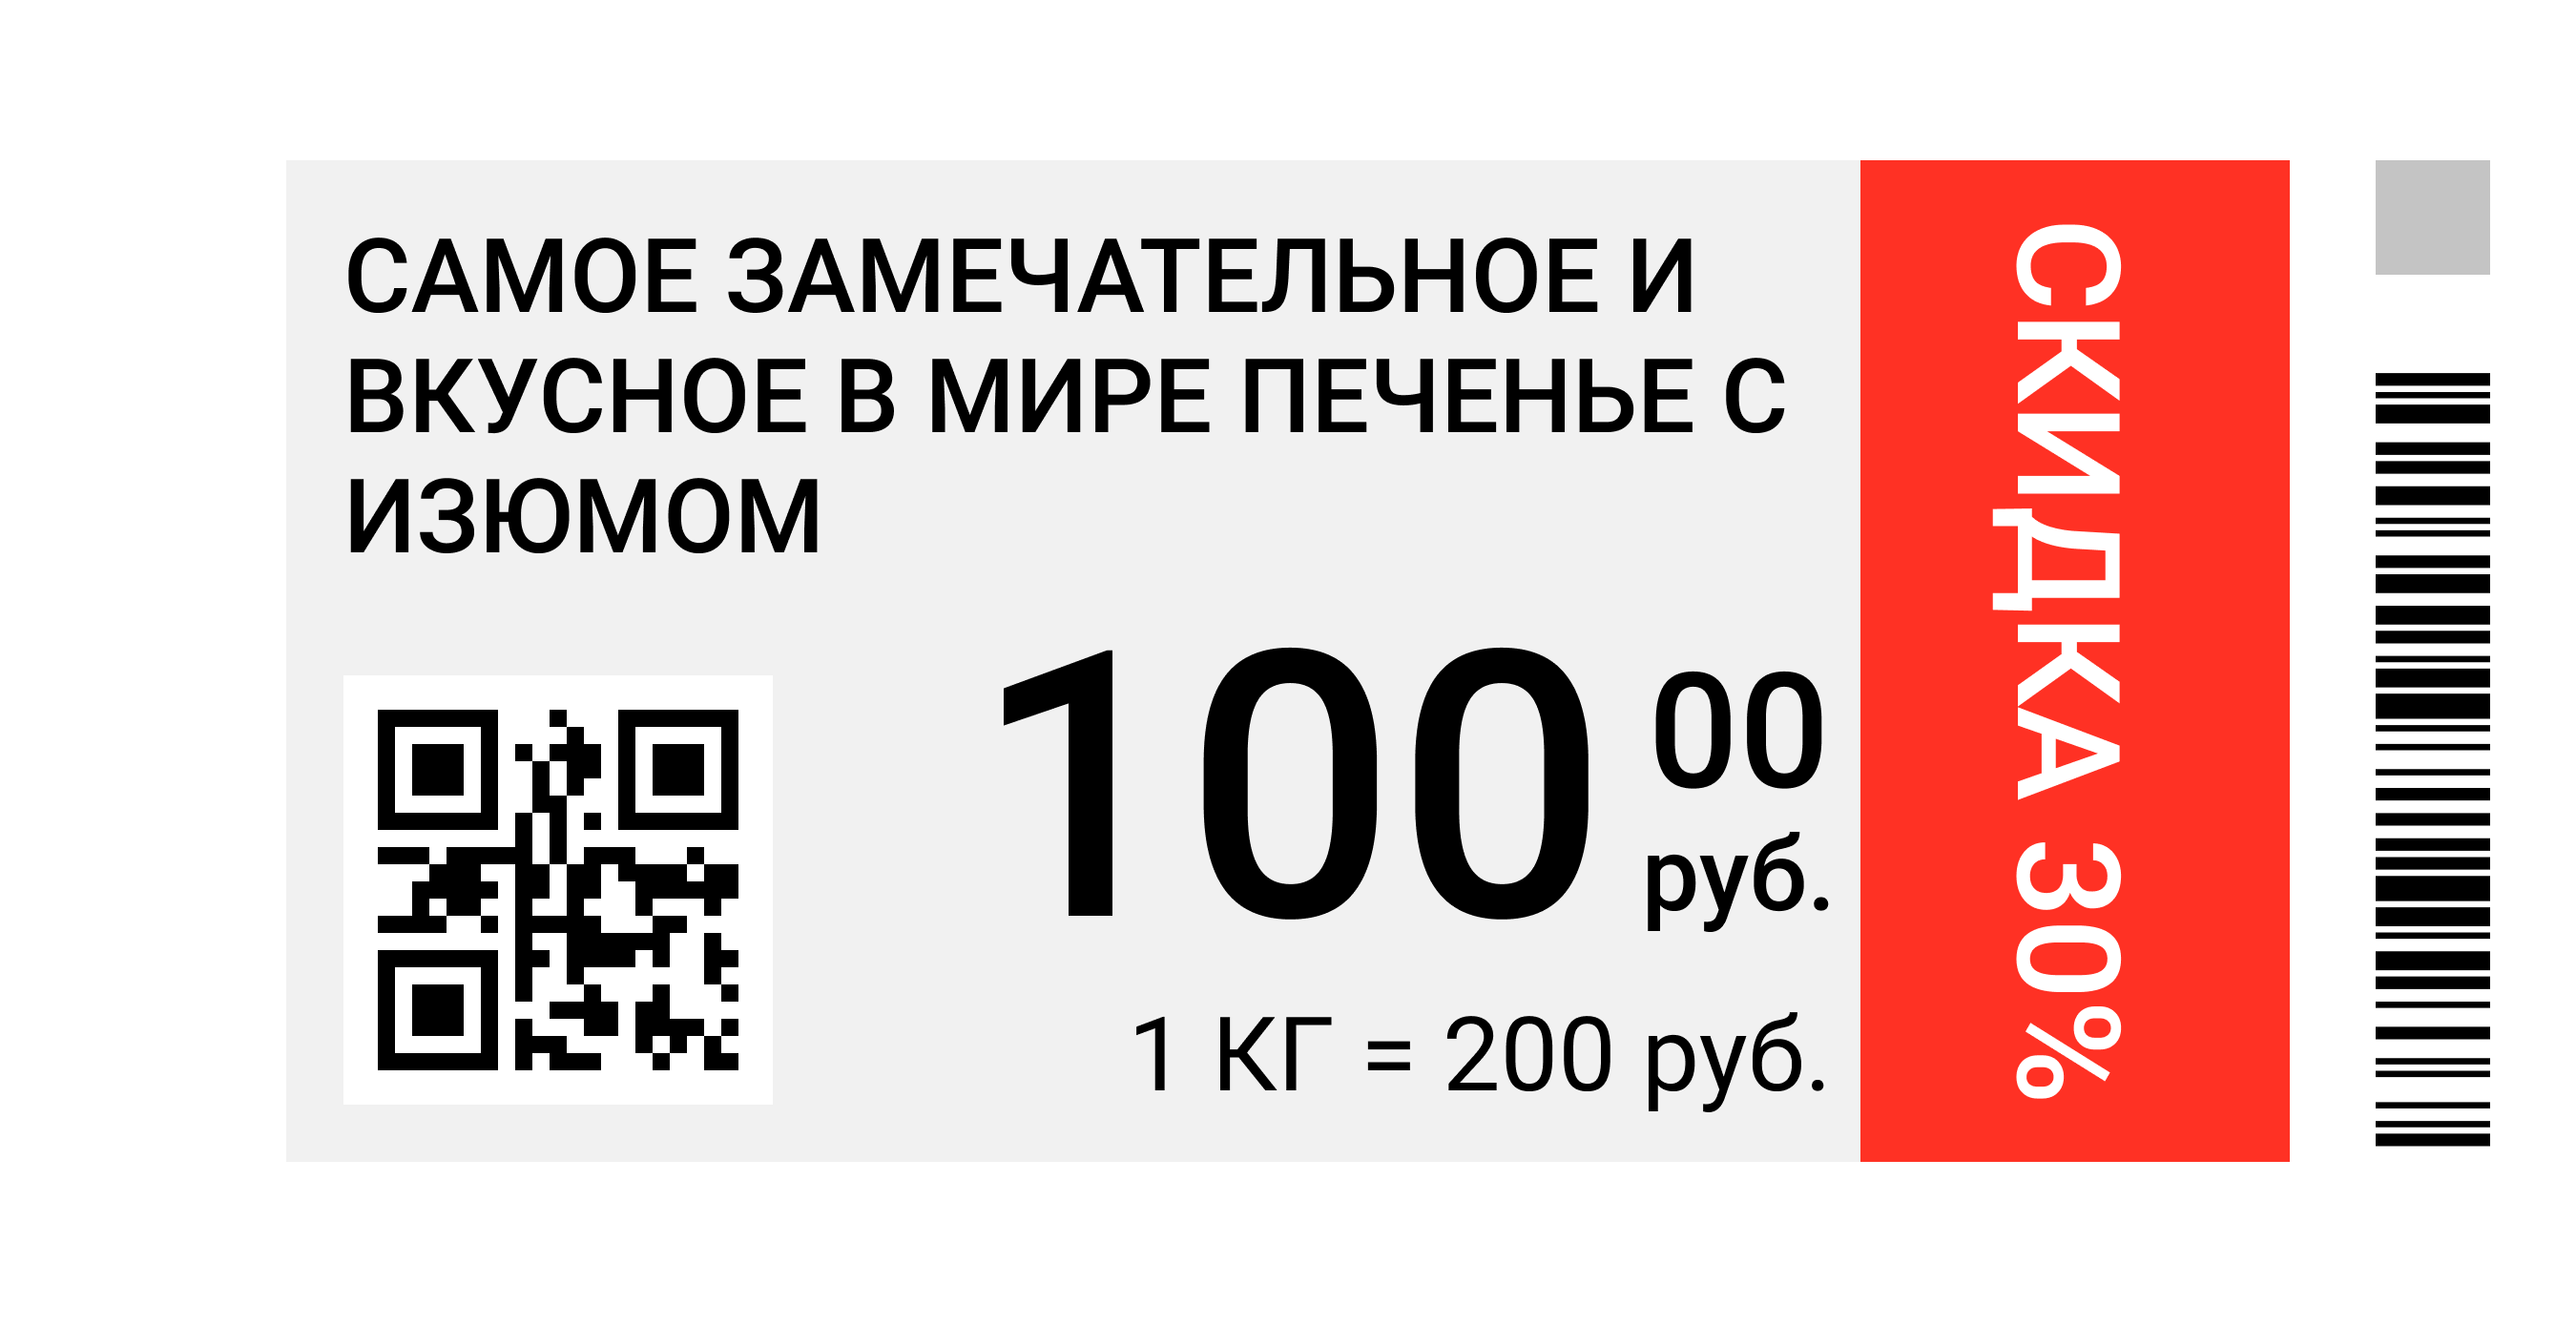 САМОЕ ЗАМЕЧАТЕЛЬНОЕ И
ВКУСНОЕ В МИРЕ ПЕЧЕНЬЕ С
ИЗЮМОМ
100 00
руб.
1 КГ = 200 руб.
СКИДКА 30%